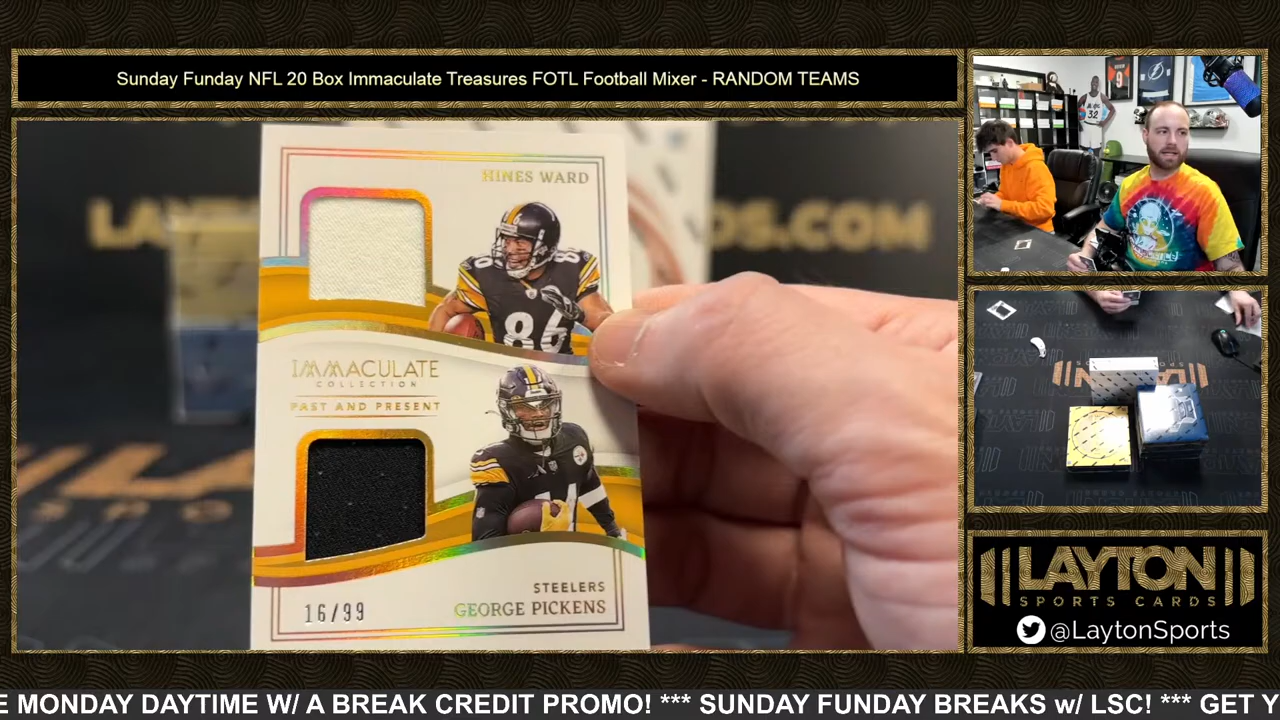 Sunday Funday NFL 20 Box Immaculate Treasures FOTL Football Mixer - RANDOM TEAMS
HINES WARD
86
IMMACULATE
COLLECTION
PAST AND PRESENT
STEELERS
GEORGE PICKENS
16/99
LAYTON
SPORTS CARDS
@LaytonSports
E MONDAY DAYTIME W/ A BREAK CREDIT PROMO! *** SUNDAY FUNDAY BREAKS w/ LSC! *** GET Y